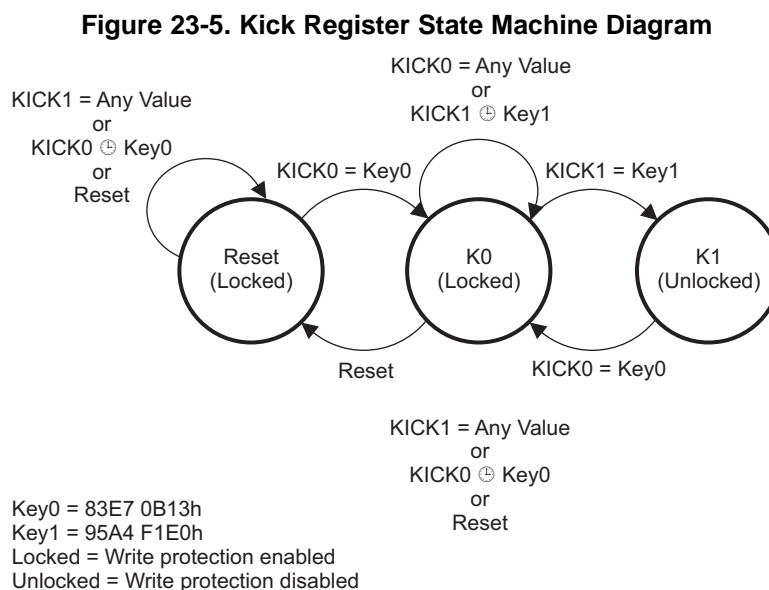 Figure 23-5. Kick Register State Machine Diagram
KICK0 = Any Value
or
KICK1 🕒 Key1
KICK1 = Any Value
or
KICK0 🕒 Key0
or
Reset
KICK0 = Key0
KICK1 = Key1
Reset
(Locked)
K0
(Locked)
K1
(Unlocked)
Reset
KICK0 = Key0
KICK1 = Any Value
or
KICK0 🕒 Key0
or
Reset
Key0 = 83E7 0B13h
Key1 = 95A4 F1E0h
Locked = Write protection enabled
Unlocked = Write protection disabled